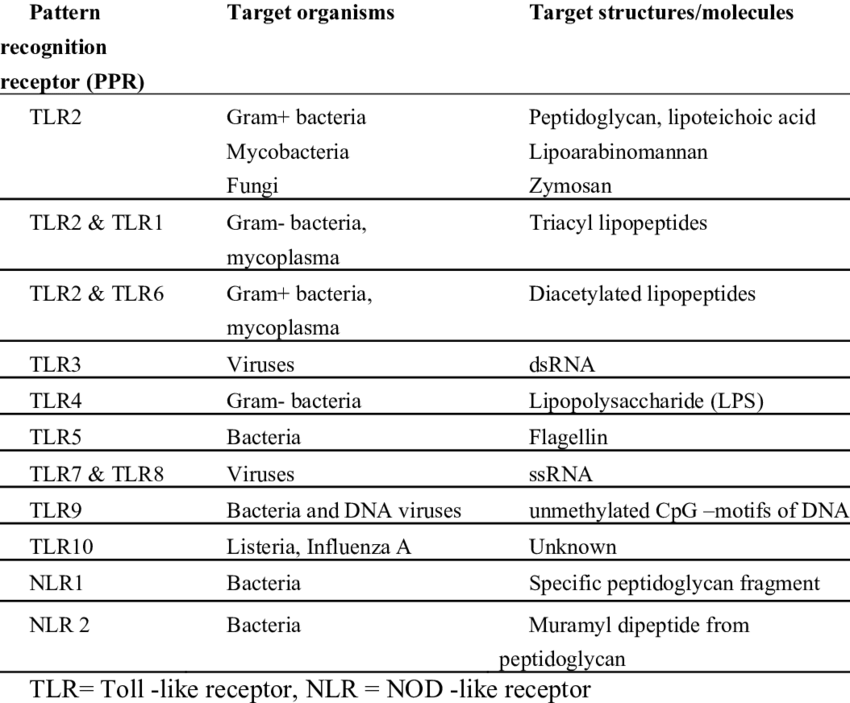 Pattern recognition receptor (PPR) Target organisms Target structures/molecules
TLR2 Gram+ bacteria Peptidoglycan, lipoteichoic acid
Mycobacteria Lipoarabinomannan
Fungi Zymosan
TLR2 & TLR1 Gram- bacteria, Triacyl lipopeptides
mycoplasma
TLR2 & TLR6 Gram+ bacteria, Diacetylated lipopeptides
mycoplasma
TLR3 Viruses dsRNA
TLR4 Gram- bacteria Lipopolysaccharide (LPS)
TLR5 Bacteria Flagellin
TLR7 & TLR8 Viruses ssRNA
TLR9 Bacteria and DNA viruses unmethylated CpG –motifs of DNA
TLR10 Listeria, Influenza A Unknown
NLR1 Bacteria Specific peptidoglycan fragment
NLR 2 Bacteria Muramyl dipeptide from
peptidoglycan
TLR= Toll -like receptor, NLR = NOD -like receptor